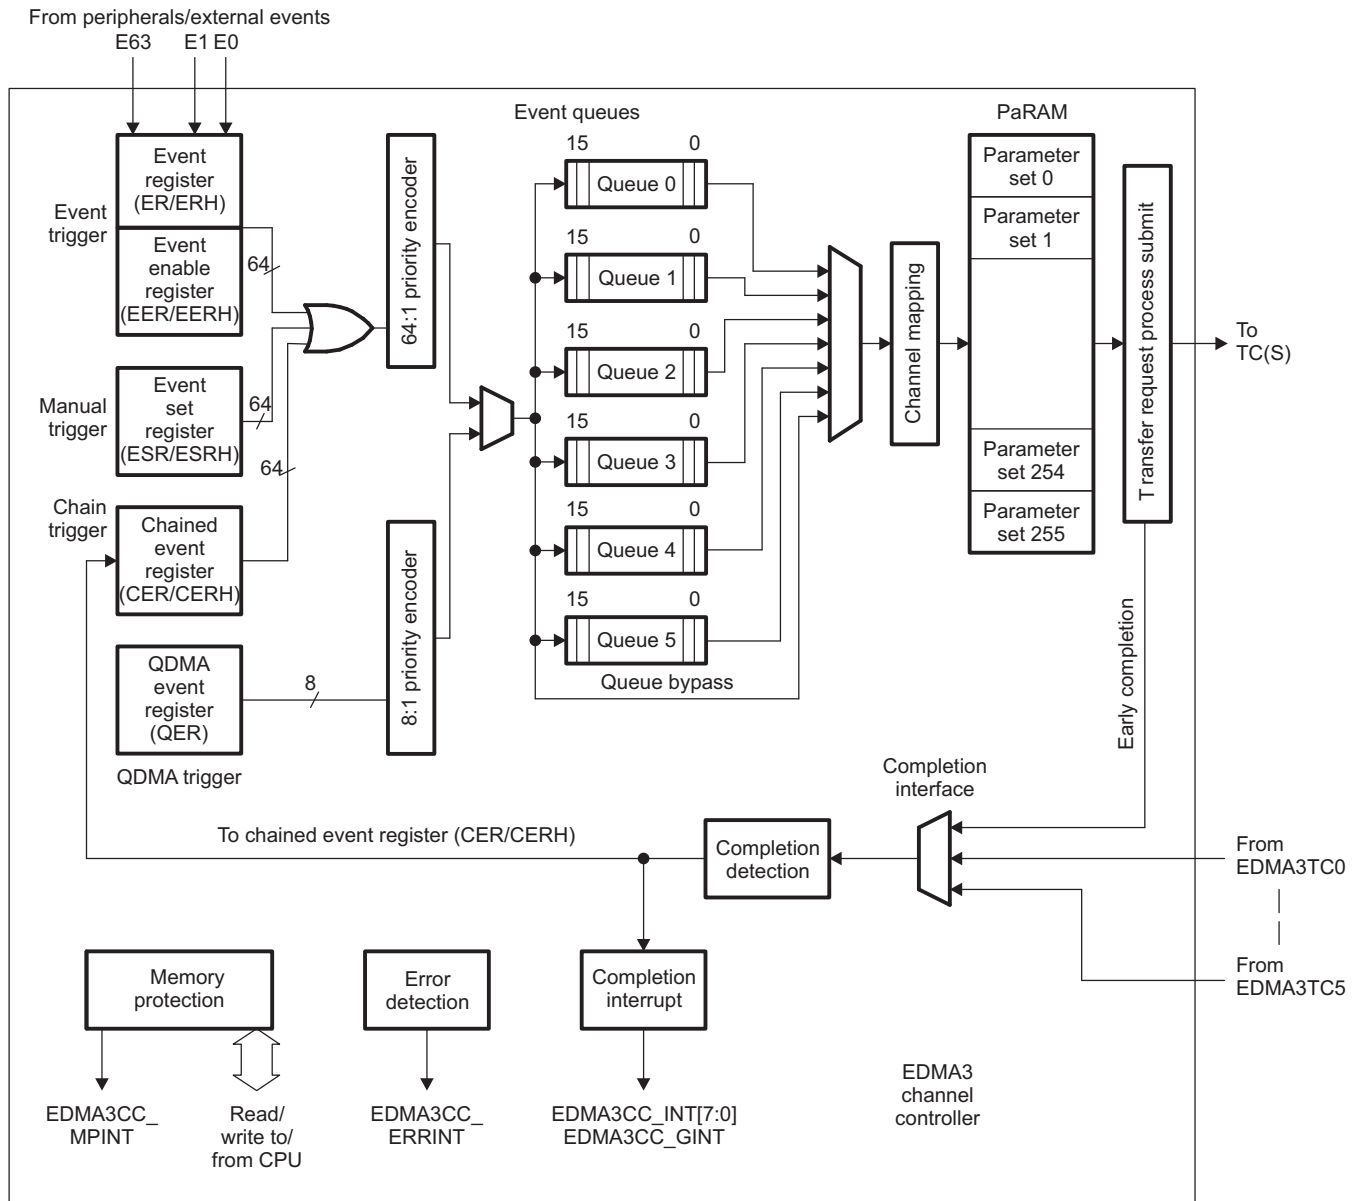 From peripherals/external events
E63 E1 E0
Event queues
PaRAM
Event
register
(ER/ERH)
Event
trigger
Event
enable
register
(EER/EERH)
64
Manual
trigger
Event
set
register
(ESR/ESRH)
64
64
Chain
trigger
Chained
event
register
(CER/CERH)
QDMA
event
register
(QER)
8
QDMA trigger
64:1 priority encoder
8:1 priority encoder
15 0
Queue 0
15 0
Queue 1
15 0
Queue 2
15 0
Queue 3
15 0
Queue 4
15 0
Queue 5
Queue bypass
Channel mapping
Parameter
set 0
Parameter
set 1
Parameter
set 254
Parameter
set 255
Transfer request process submit
To
TC(S)
Early completion
Completion
interface
To chained event register (CER/CERH)
Completion
detection
From
EDMA3TC0
From
EDMA3TC5
Memory
protection
Error
detection
Completion
interrupt
EDMA3CC_
MPINT
Read/
write to/
from CPU
EDMA3CC_
ERRINT
EDMA3CC_INT[7:0]
EDMA3CC_GINT
EDMA3
channel
controller